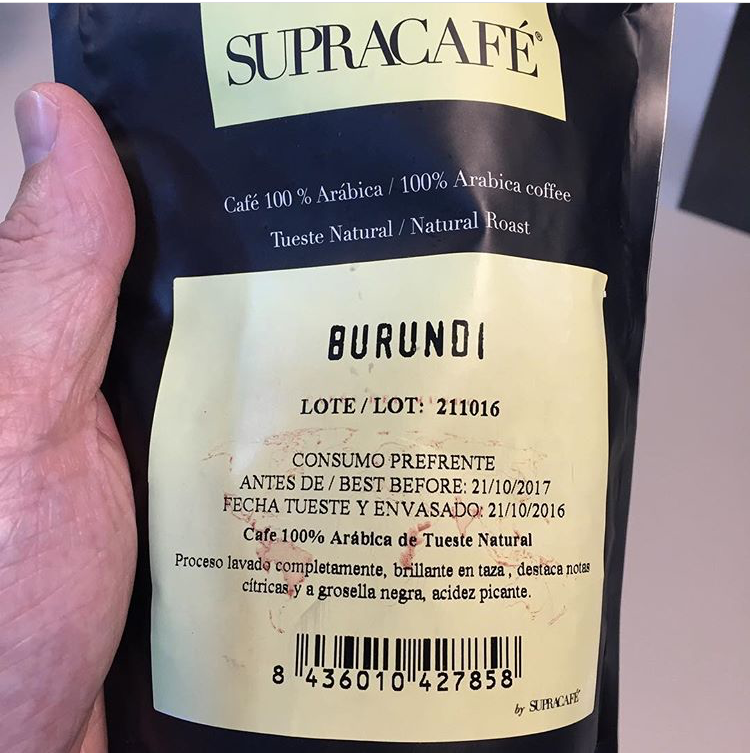 SUPRACAFÉ®
Café 100 % Arábica / 100% Arabica coffee
Tueste Natural / Natural Roast
BURUNDI
LOTE / LOT: 211016
CONSUMO PREFRENTE
ANTES DE / BEST BEFORE: 21/10/2017
FECHA TUESTE Y ENVASADO: 21/10/2016
Cafe 100% Arábica de Tueste Natural
Proceso lavado completamente, brillante en taza , destaca notas
cítricas y a grosella negra, acidez picante.
8 436010 427858
by SUPRACAFÉ®